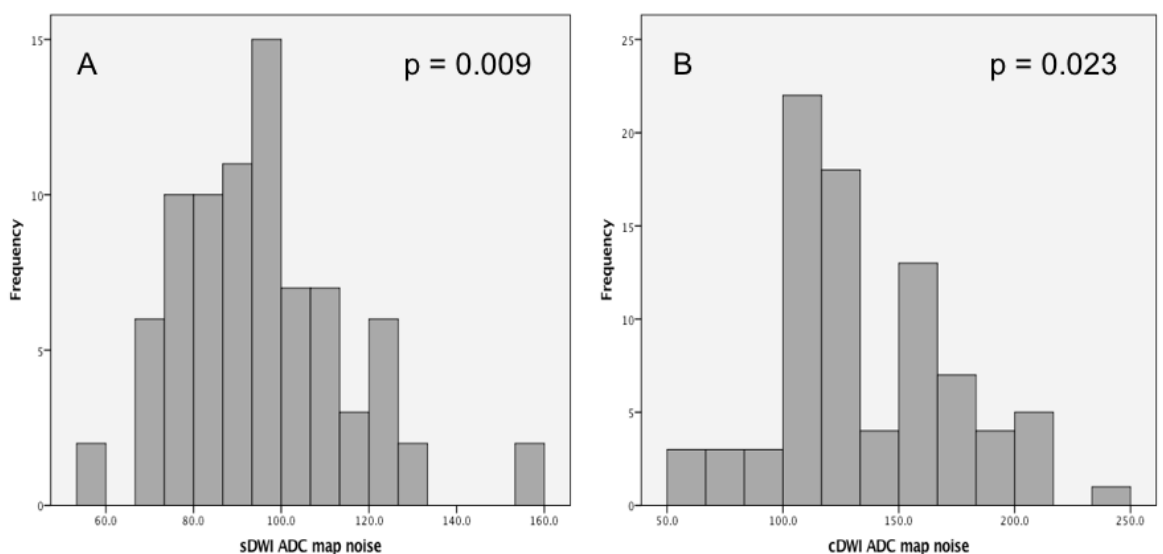 A
p = 0.009
15
10
5
0
Frequency
60.0 80.0 100.0 120.0 140.0 160.0
sDWI ADC map noise
B
p = 0.023
25
20
15
10
5
0
Frequency
50.0 100.0 150.0 200.0 250.0
cDWI ADC map noise